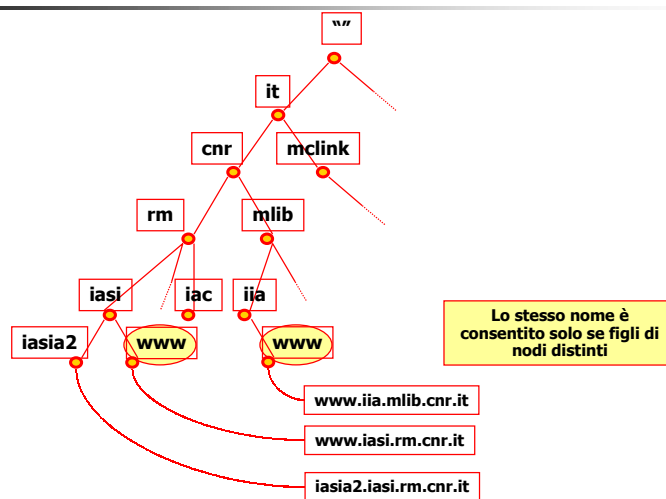 ""
it
cnr
mclink
rm
mlib
iasi
iac
iia
iasia2
www
www
Lo stesso nome è
consentito solo se figli di
nodi distinti
www.iia.mlib.cnr.it
www.iasi.rm.cnr.it
iasia2.iasi.rm.cnr.it